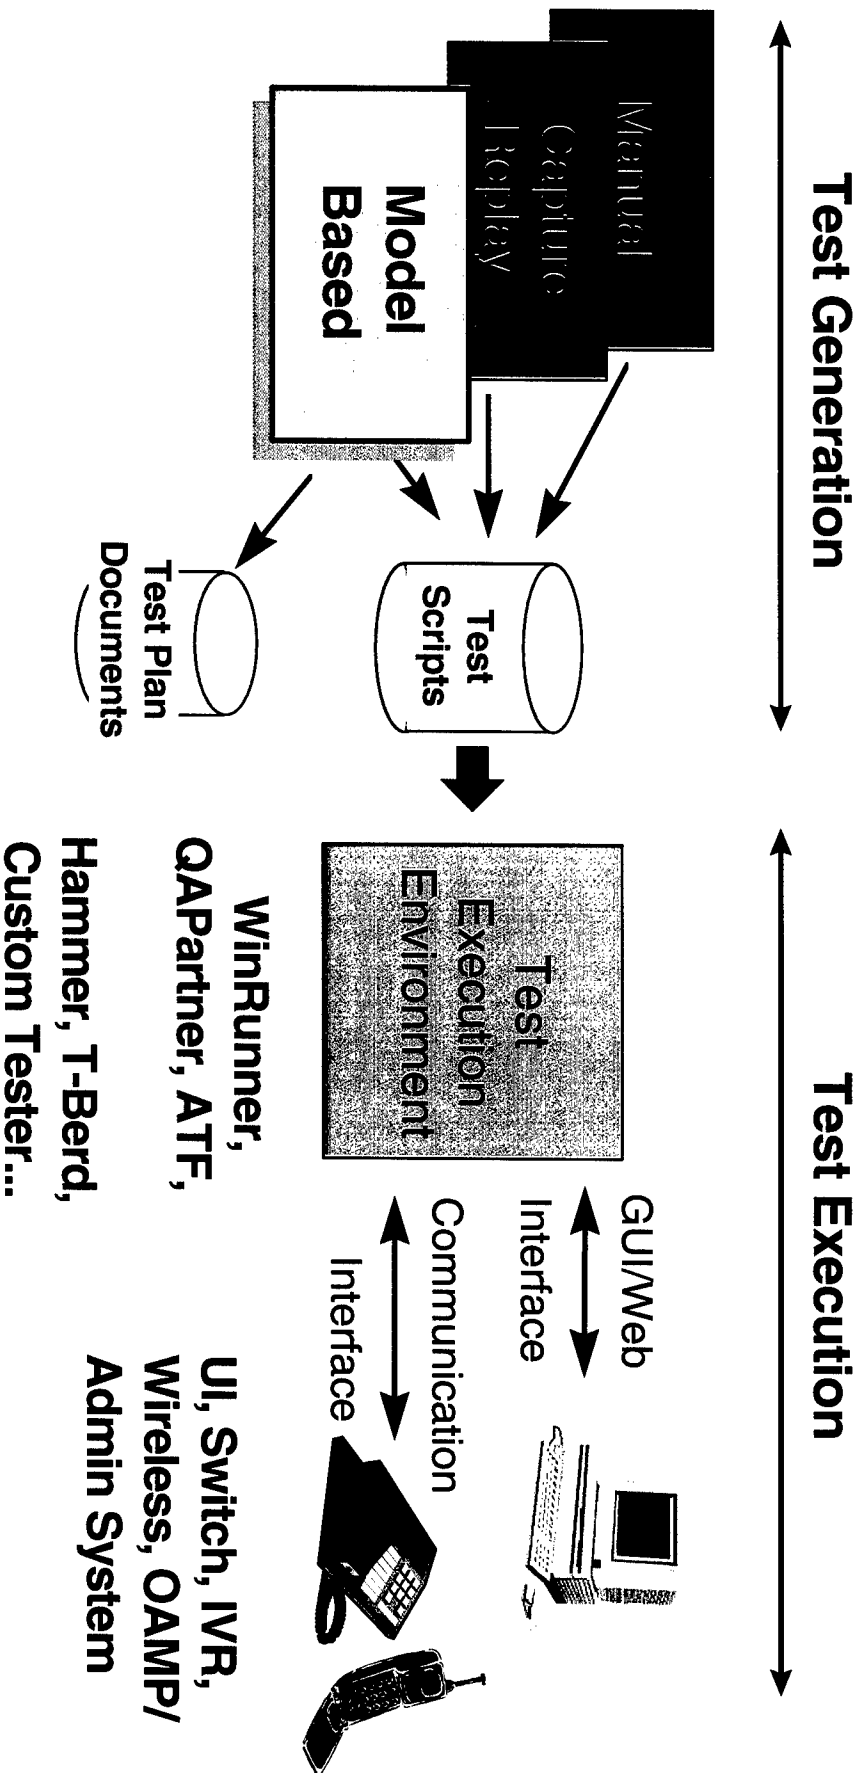 Test Generation
Test Execution
Manual
Capture
Replay
Model
Based
Test
Scripts
Test Plan
Documents
Test
Execution
Environment
GUI/Web
Interface
Communication
Interface
WinRunner,
QAPartner, ATF,
Hammer, T-Berd,
Custom Tester...
UI, Switch, IVR,
Wireless, OAMP/
Admin System